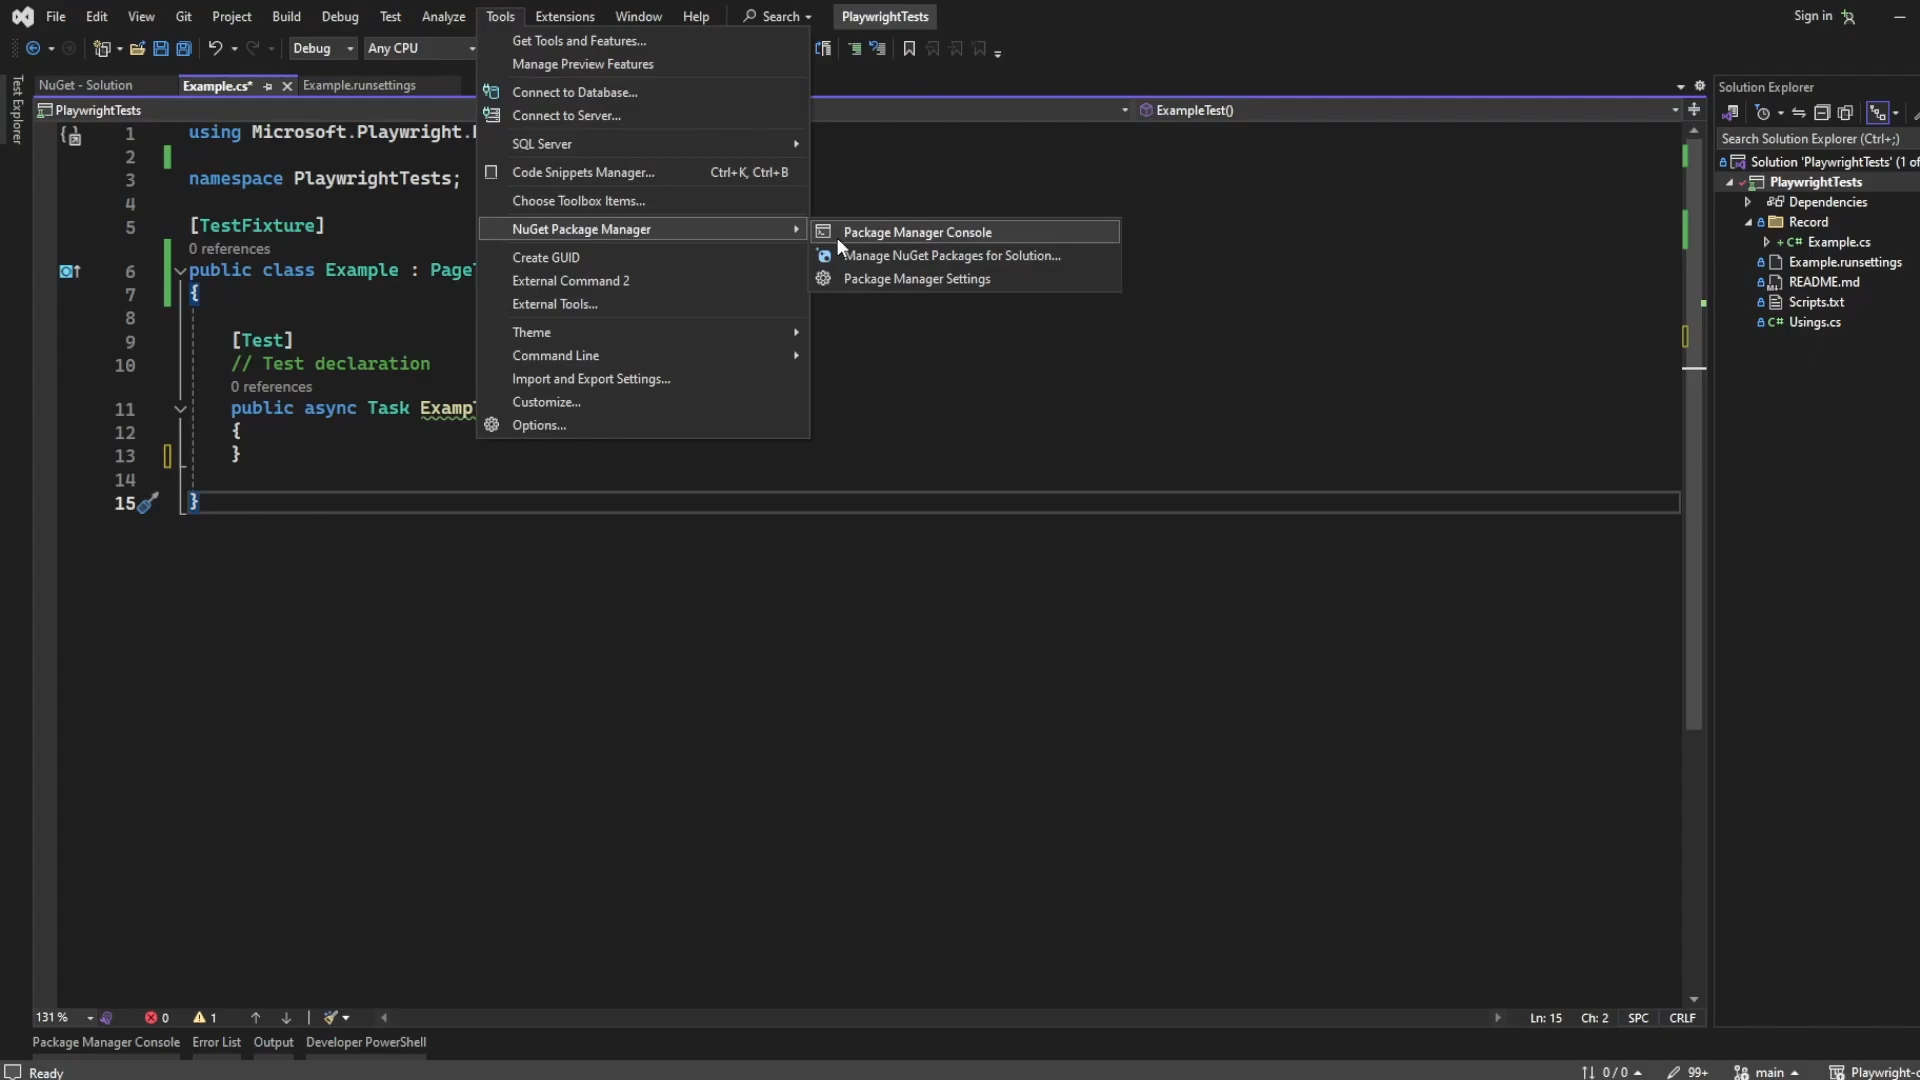 File Edit View Git Project Build Debug Test Analyze Tools Extensions Window Help Search PlaywrightTests Sign in
Debug Any CPU
Get Tools and Features...
Manage Preview Features
Connect to Database...
Connect to Server...
SQL Server
Code Snippets Manager... Ctrl+K, Ctrl+B
Choose Toolbox Items...
NuGet Package Manager
Create GUID
External Command 2
External Tools...
Theme
Command Line
Import and Export Settings...
Customize...
Options...
Package Manager Console
Manage NuGet Packages for Solution...
Package Manager Settings
Test Explorer
NuGet - Solution Example.cs* Example.runsettings
PlaywrightTests ExampleTest()
1 using Microsoft.Playwright.
2
3 namespace PlaywrightTests;
4
5 [TestFixture]
0 references
6 public class Example : Page
7 {
8
9 [Test]
10 // Test declaration
0 references
11 public async Task Examp
12 {
13 }
14
15 }
Solution Explorer
Search Solution Explorer (Ctrl+;)
Solution 'PlaywrightTests' (1 of
PlaywrightTests
Dependencies
Record
C# Example.cs
Example.runsettings
README.md
Scripts.txt
C# Usings.cs
131 % 0 1 Ln: 15 Ch: 2 SPC CRLF
Package Manager Console Error List Output Developer PowerShell
Ready 0 / 0 99+ main Playwright-